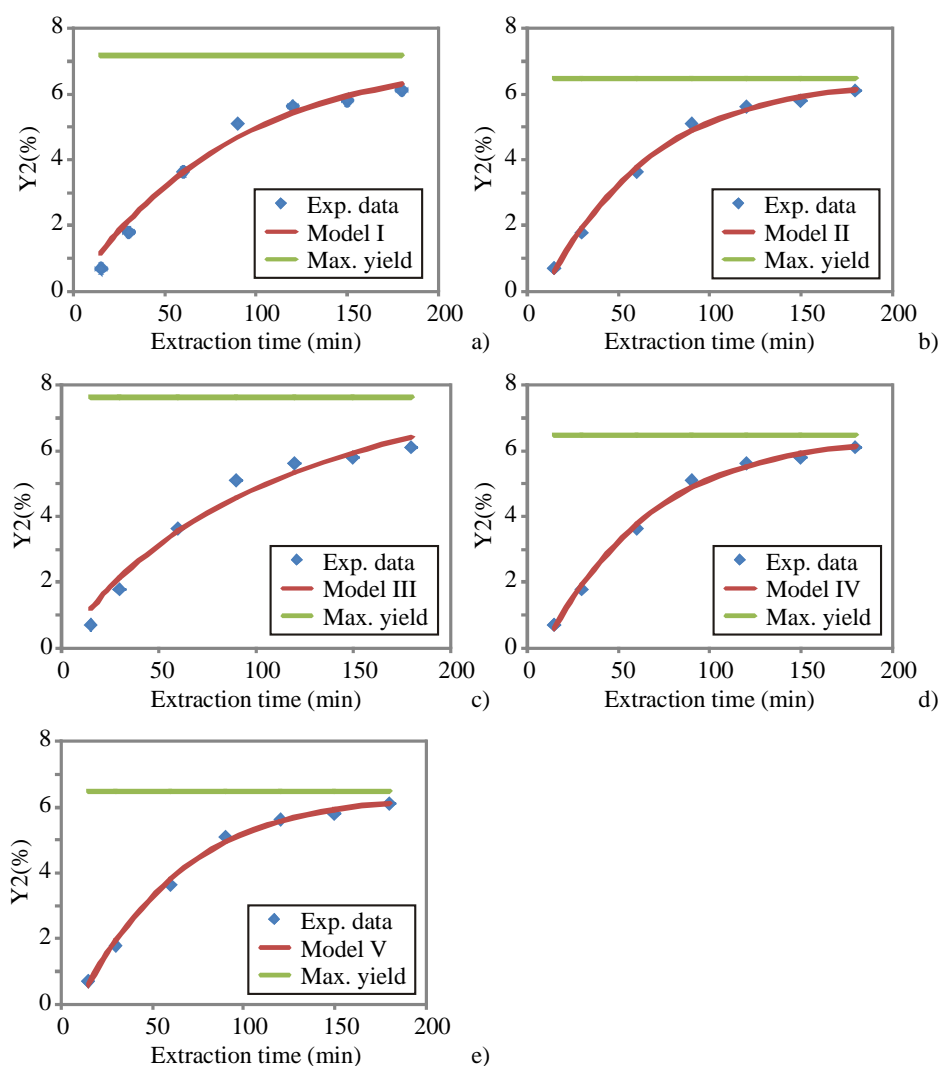 8
6
4
2
0
Y2(%)
Exp. data
Model I
Max. yield
0 50 100 150 200
Extraction time (min)
a)
8
6
4
2
0
Y2(%)
Exp. data
Model II
Max. yield
0 50 100 150 200
Extraction time (min)
b)
8
6
4
2
0
Y2(%)
Exp. data
Model III
Max. yield
0 50 100 150 200
Extraction time (min)
c)
8
6
4
2
0
Y2(%)
Exp. data
Model IV
Max. yield
0 50 100 150 200
Extraction time (min)
d)
8
6
4
2
0
Y2(%)
Exp. data
Model V
Max. yield
0 50 100 150 200
Extraction time (min)
e)